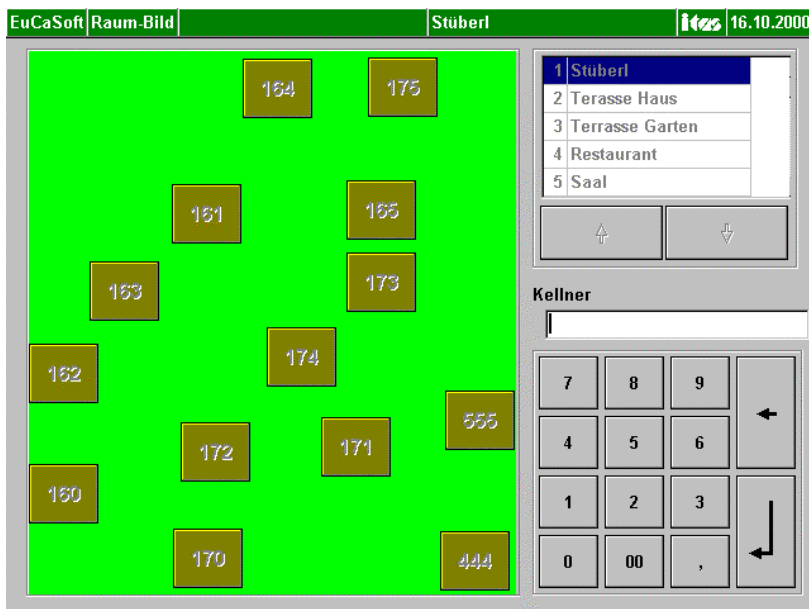 EuCaSoft Raum-Bild Stüberl itas 16.10.2000
164 175
161 165
163 173
174
162
555
172 171
160
170 444
1 Stüberl
2 Terasse Haus
3 Terrasse Garten
4 Restaurant
5 Saal
Kellner
7 8 9
4 5 6
1 2 3
0 00 ,